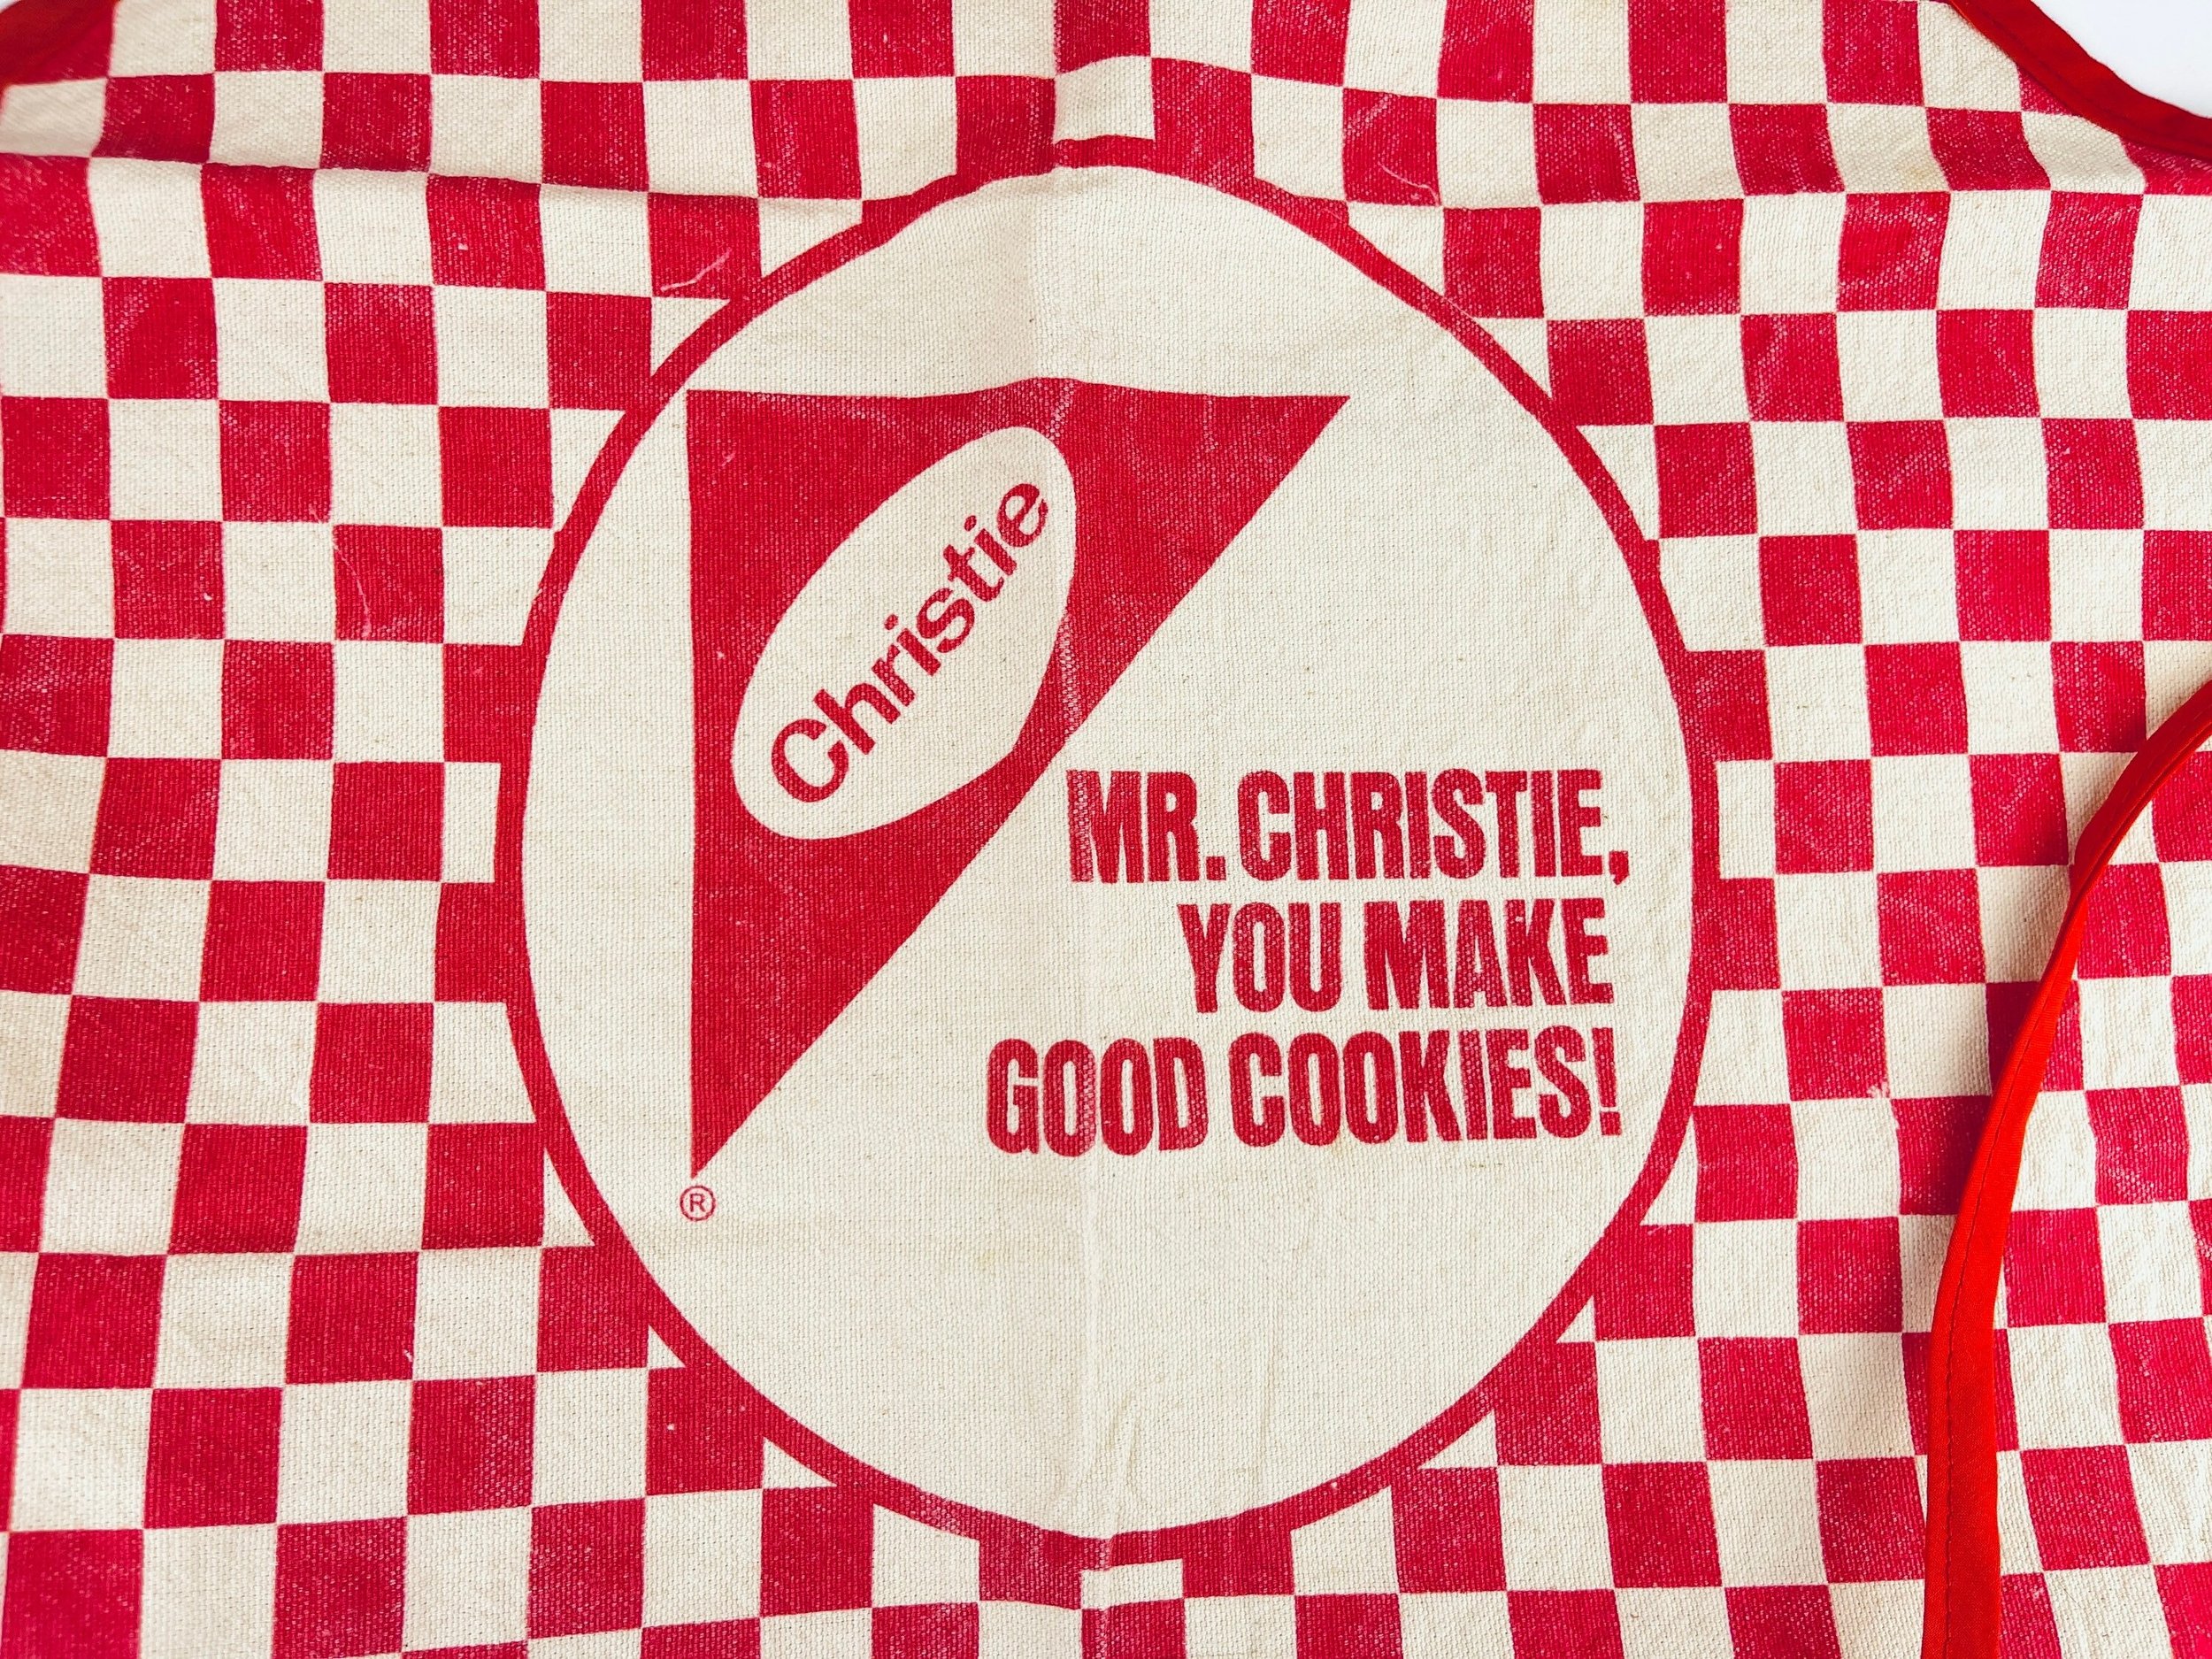 Christie
®
MR. CHRISTIE,
YOU MAKE
GOOD COOKIES!